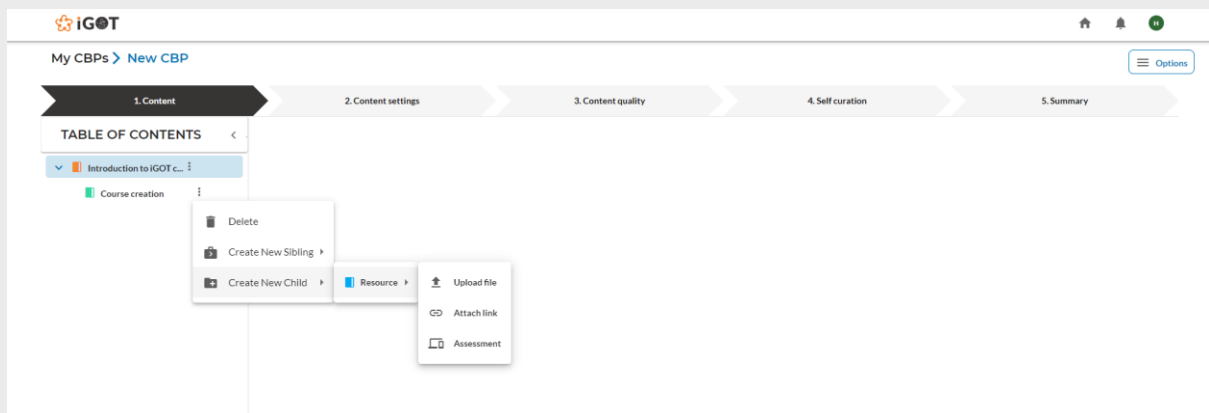 iGOT
H
My CBPs > New CBP
Options
1. Content
2. Content settings
3. Content quality
4. Self curation
5. Summary
TABLE OF CONTENTS
Introduction to iGOT c...
Course creation
Delete
Create New Sibling
Create New Child
Resource
Upload file
Attach link
Assessment